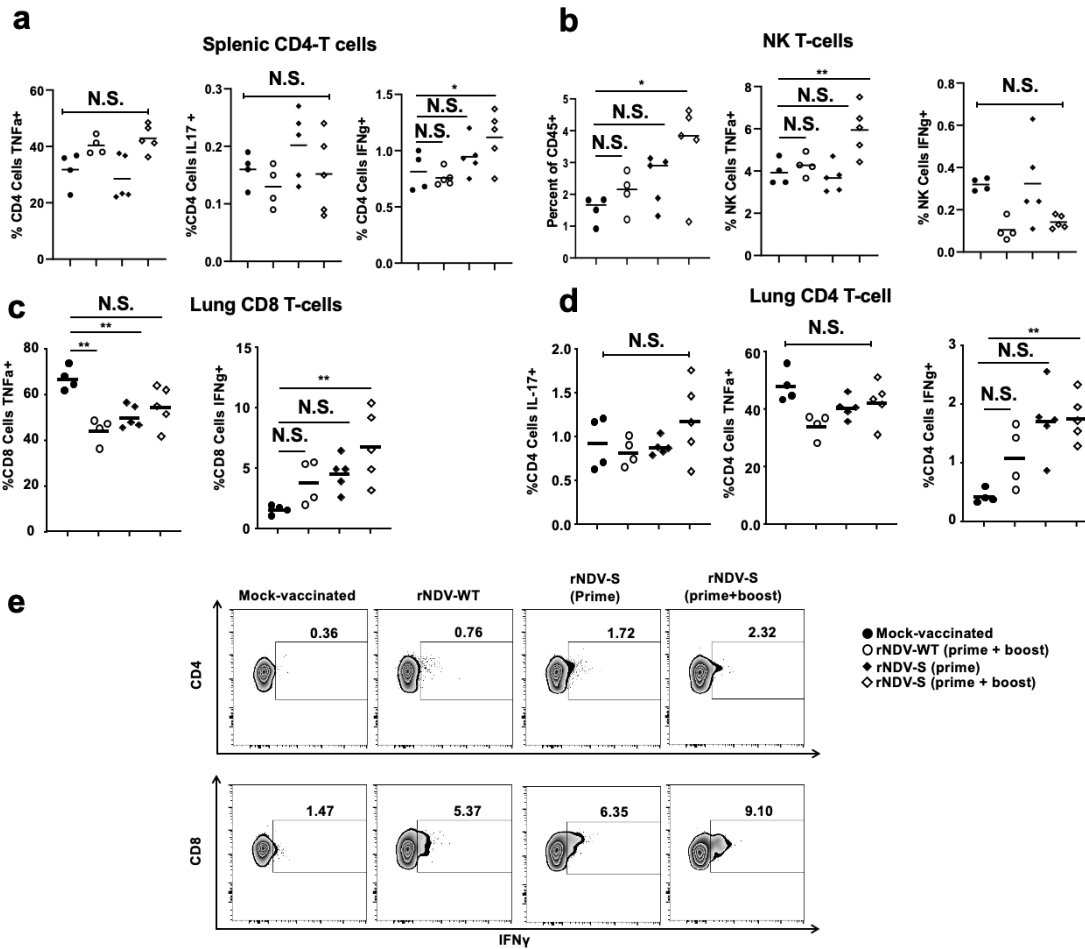 a
Splenic CD4-T cells
% CD4 Cells TNFa+
60
40
20
0
N.S.
%CD4 Cells IL17 +
0.3
0.2
0.1
0.0
N.S.
% CD4 Cells IFNg+
1.5
1.0
0.5
0.0
*
N.S.
N.S.
b
NK T-cells
Percent of CD45+
5
4
3
2
1
0
*
N.S.
N.S.
% NK Cells TNFa+
8
6
4
2
0
**
N.S.
N.S.
% NK Cells IFNg+
0.8
0.6
0.4
0.2
0.0
N.S.
c
Lung CD8 T-cells
%CD8 Cells TNFa+
80
60
40
20
0
N.S.
**
**
%CD8 Cells IFNg+
15
10
5
0
**
N.S.
N.S.
d
Lung CD4 T-cell
%CD4 Cells IL-17+
2.0
1.5
1.0
0.5
0.0
N.S.
%CD4 Cells TNFa+
60
40
20
0
N.S.
%CD4 Cells IFNg+
3
2
1
0
**
N.S.
N.S.
e
Mock-vaccinated
rNDV-WT
rNDV-S
(Prime)
rNDV-S
(prime+boost)
CD4
0.36
0.76
1.72
2.32
CD8
1.47
5.37
6.35
9.10
IFNγ
Mock-vaccinated
rNDV-WT (prime + boost)
rNDV-S (prime)
rNDV-S (prime + boost)